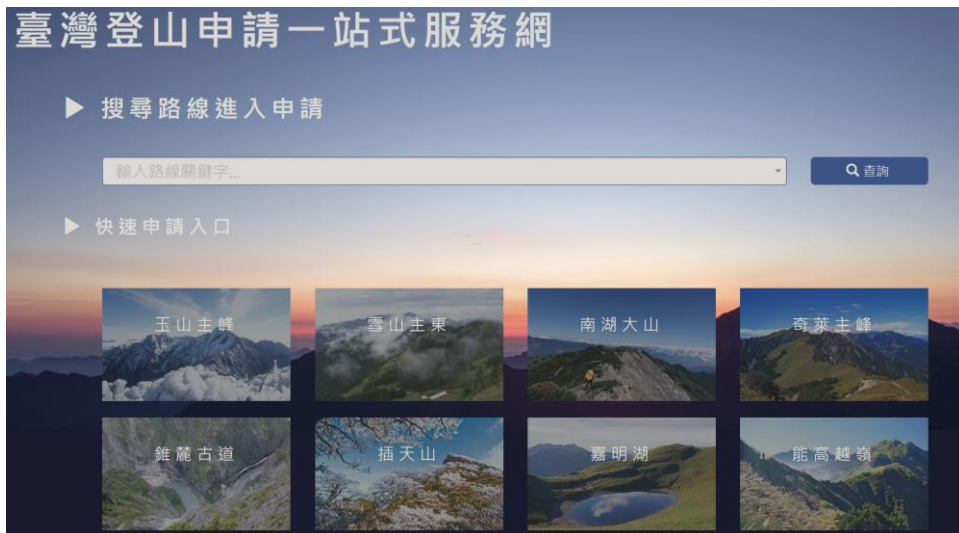 臺灣登山申請一站式服務網
▶ 搜尋路線進入申請
輸入路線關鍵字...
查詢
▶ 快速申請入口
玉山主峰
雪山主東
南湖大山
奇萊主峰
錐麓古道
插天山
嘉明湖
能高越嶺